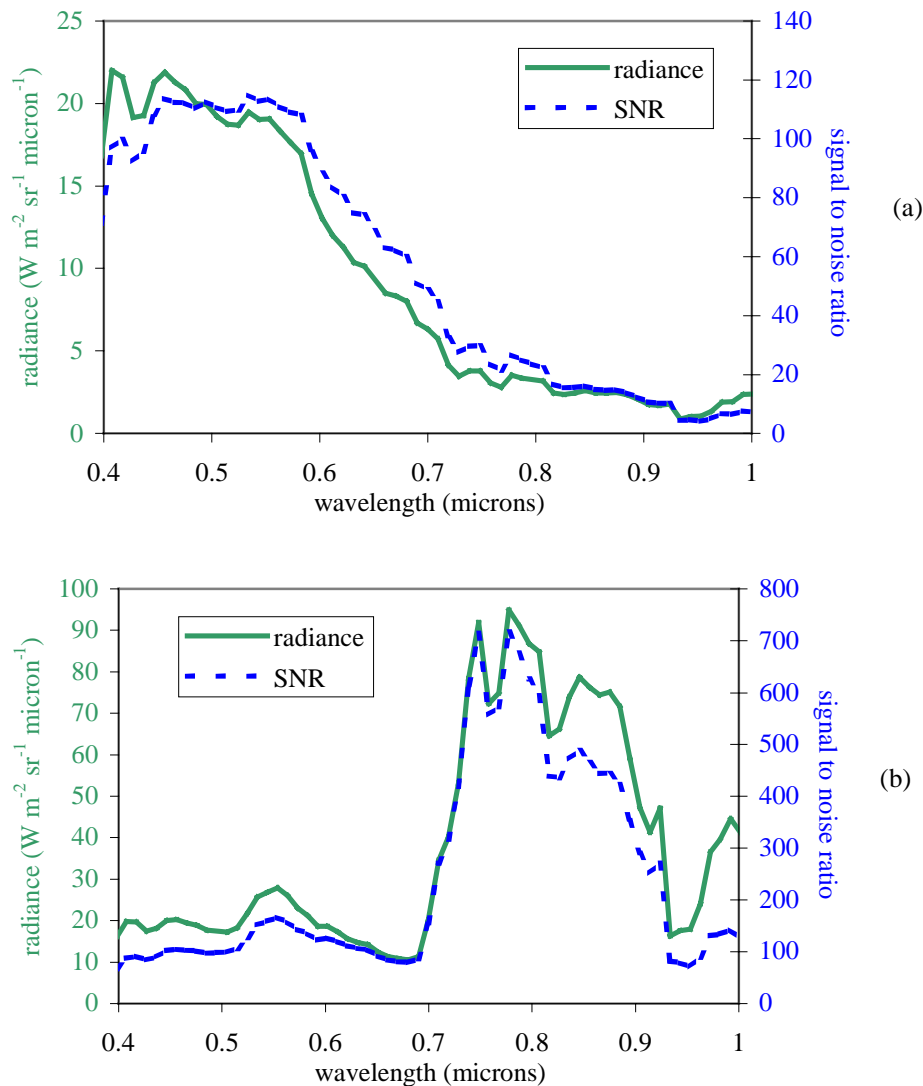 25
20
15
10
5
0
140
120
100
80
60
40
20
0
radiance
SNR
radiance (W m⁻² sr⁻¹ micron⁻¹)
signal to noise ratio
(a)
0.4 0.5 0.6 0.7 0.8 0.9 1
wavelength (microns)
100
90
80
70
60
50
40
30
20
10
0
800
700
600
500
400
300
200
100
0
radiance
SNR
radiance (W m⁻² sr⁻¹ micron⁻¹)
signal to noise ratio
(b)
0.4 0.5 0.6 0.7 0.8 0.9 1
wavelength (microns)